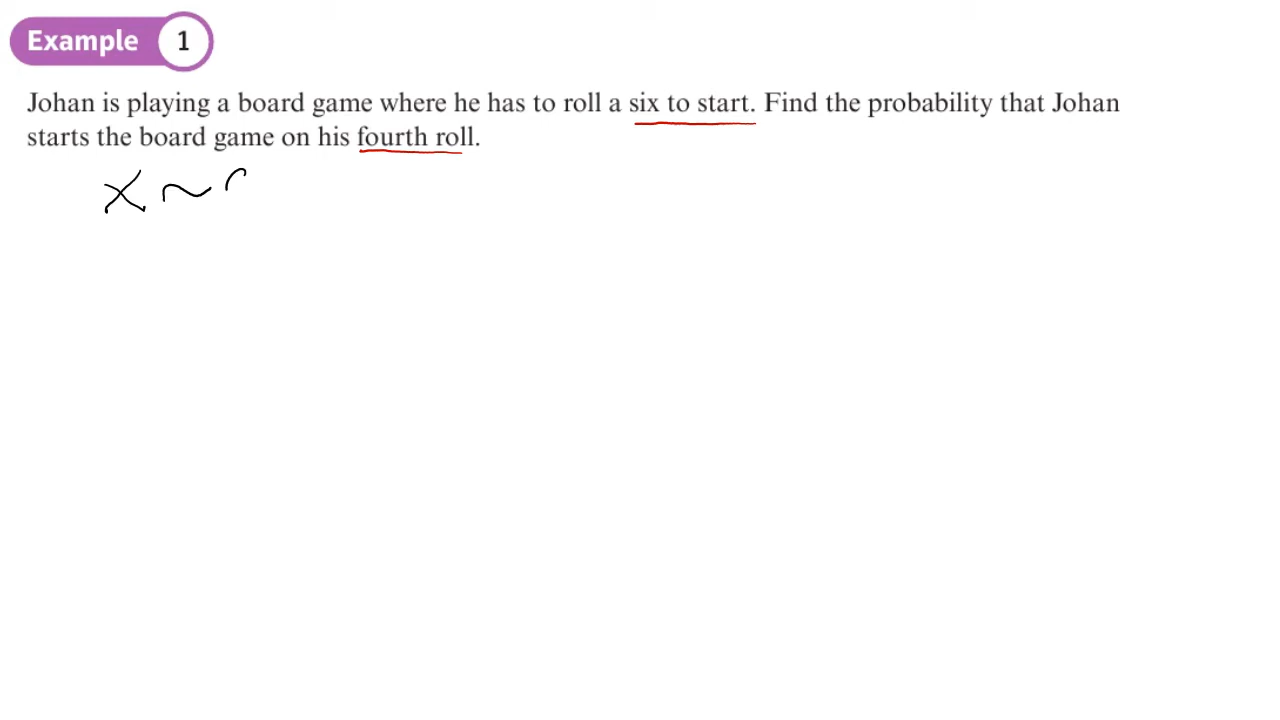 Example 1
Johan is playing a board game where he has to roll a six to start. Find the probability that Johan
starts the board game on his fourth roll.
X ~